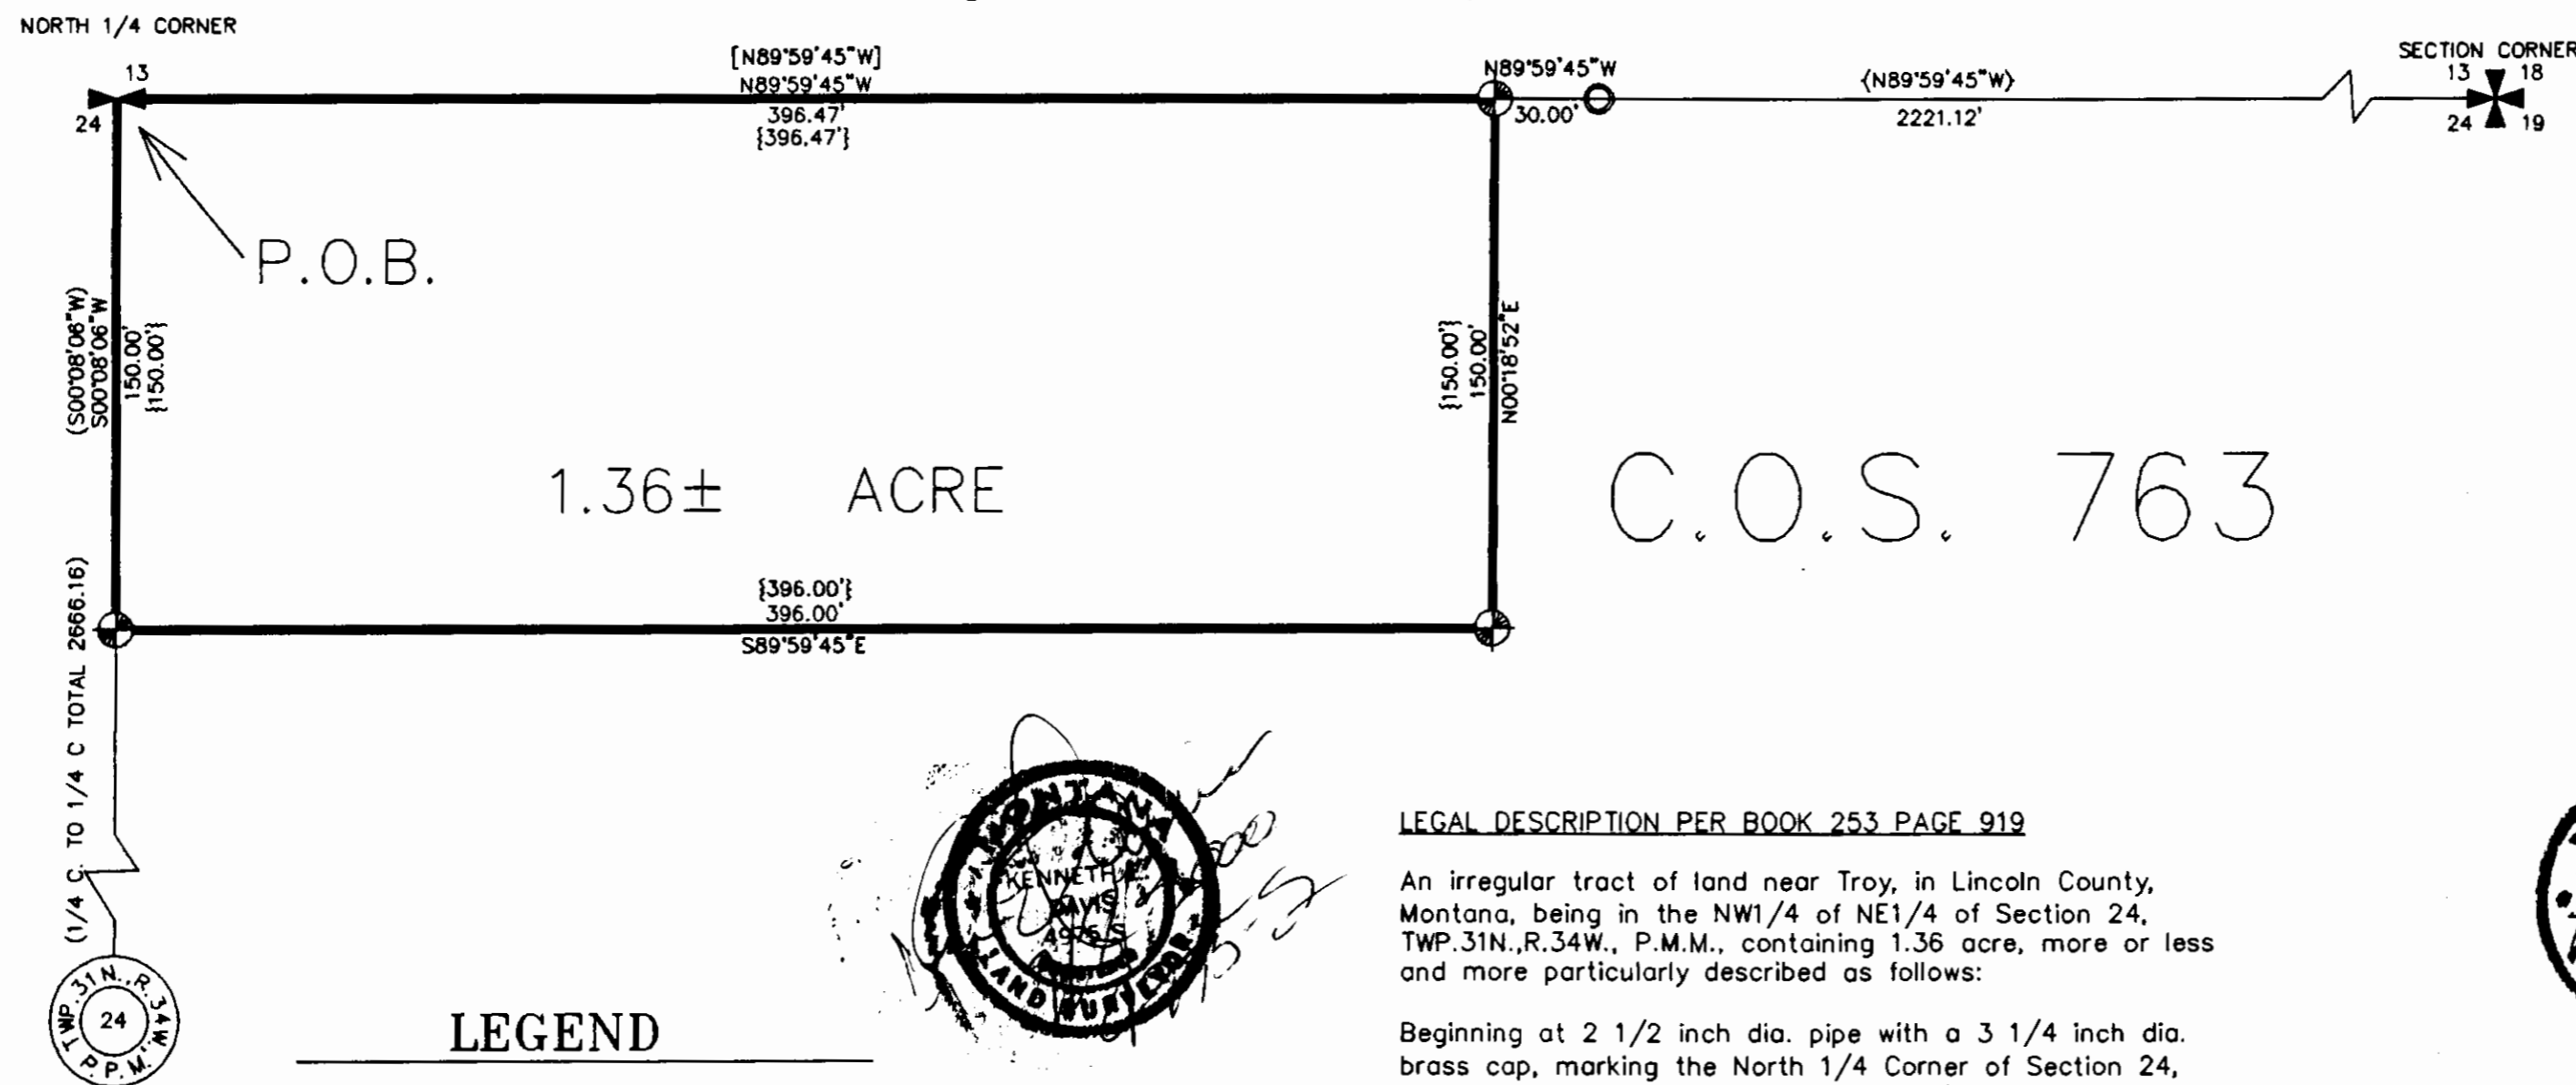 NORTH 1/4 CORNER
13
24
[N89°59'45"W]
N89°59'45"W
396.47'
{396.47'}
N89°59'45"W
30.00'
⟨N89°59'45"W⟩
2221.12'
SECTION CORNER
13 18
24 19
P.O.B.
(S00°08'06"W)
S00°08'06"W
150.00'
{150.00'}
{150.00'}
150.00'
N00°18'52"E
1.36± ACRE
C.O.S. 763
{396.00'}
396.00'
S89°59'45"E
(1/4 C. TO 1/4 C TOTAL 2666.16)
TWP.31N.,R.34W.,
24
P.P.M.
LEGEND
MONTANA
KENNETH E.
DAVIS
4975 S
REGISTERED
LAND SURVEYOR
LEGAL DESCRIPTION PER BOOK 253 PAGE 919
An irregular tract of land near Troy, in Lincoln County,
Montana, being in the NW1/4 of NE1/4 of Section 24,
TWP.31N.,R.34W., P.M.M., containing 1.36 acre, more or less
and more particularly described as follows:
Beginning at 2 1/2 inch dia. pipe with a 3 1/4 inch dia.
brass cap, marking the North 1/4 Corner of Section 24,